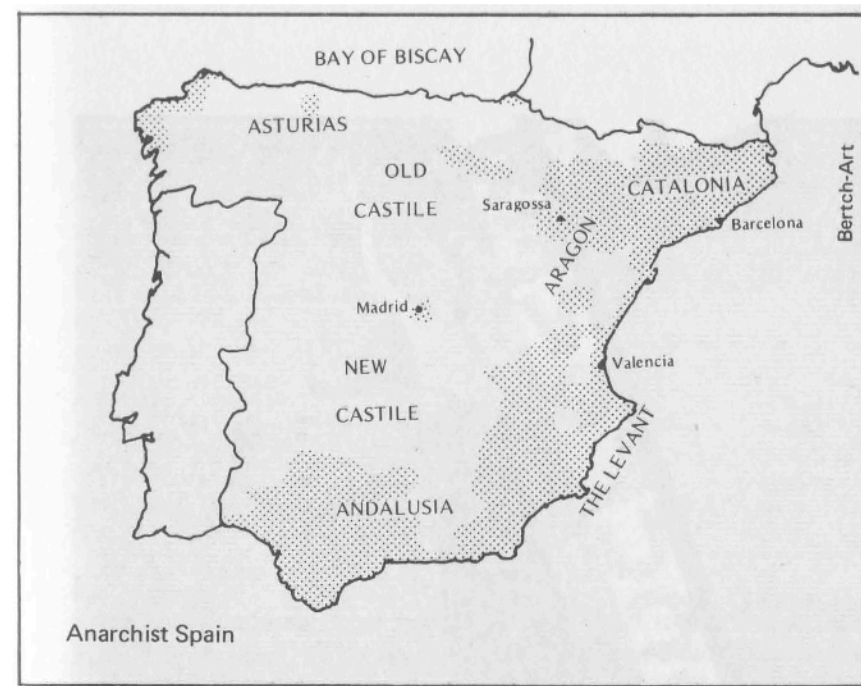 BAY OF BISCAY
ASTURIAS
OLD
CASTILE
CATALONIA
Saragossa
Barcelona
ARAGON
Madrid
NEW
CASTILE
Valencia
THE LEVANT
ANDALUSIA
Anarchist Spain
Bertch-Art